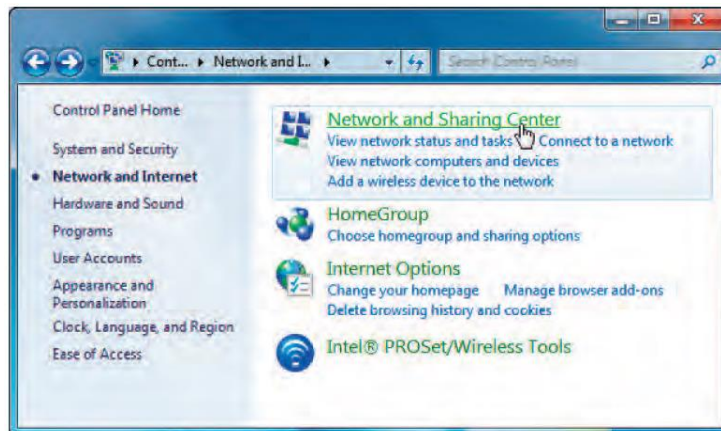 Cont... Network and I...
Search Control Panel
Control Panel Home
System and Security
Network and Internet
Hardware and Sound
Programs
User Accounts
Appearance and
Personalization
Clock, Language, and Region
Ease of Access
Network and Sharing Center
View network status and tasks Connect to a network
View network computers and devices
Add a wireless device to the network
HomeGroup
Choose homegroup and sharing options
Internet Options
Change your homepage Manage browser add-ons
Delete browsing history and cookies
Intel® PROSet/Wireless Tools